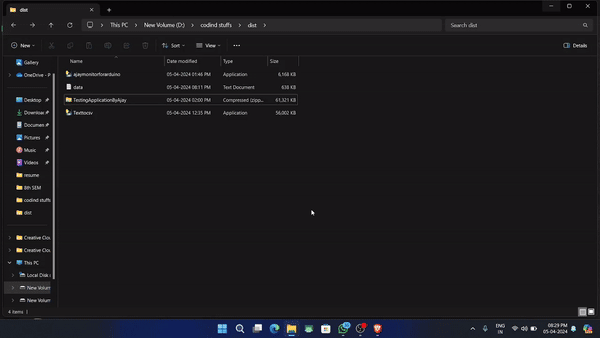 dist
This PC > New Volume (D:) > codind stuffs > dist >
Search dist
New
Sort
View
Details
Name
Date modified
Type
Size
ajaymonitorforarduino 05-04-2024 01:46 PM Application 6,168 KB
data 05-04-2024 08:11 PM Text Document 638 KB
TestingApplicationByAjay 05-04-2024 02:00 PM Compressed (zipp... 61,321 KB
Texttocsv 05-04-2024 12:35 PM Application 56,002 KB
Gallery
OneDrive - P
Desktop
Downloads
Documen
Pictures
Music
Videos
resume
8th SEM
codind stuffs
dist
Creative Clou
Creative Clou
This PC
Local Disk
New Volum
New Volum
4 items
ENG
IN
08:29 PM
05-04-2024